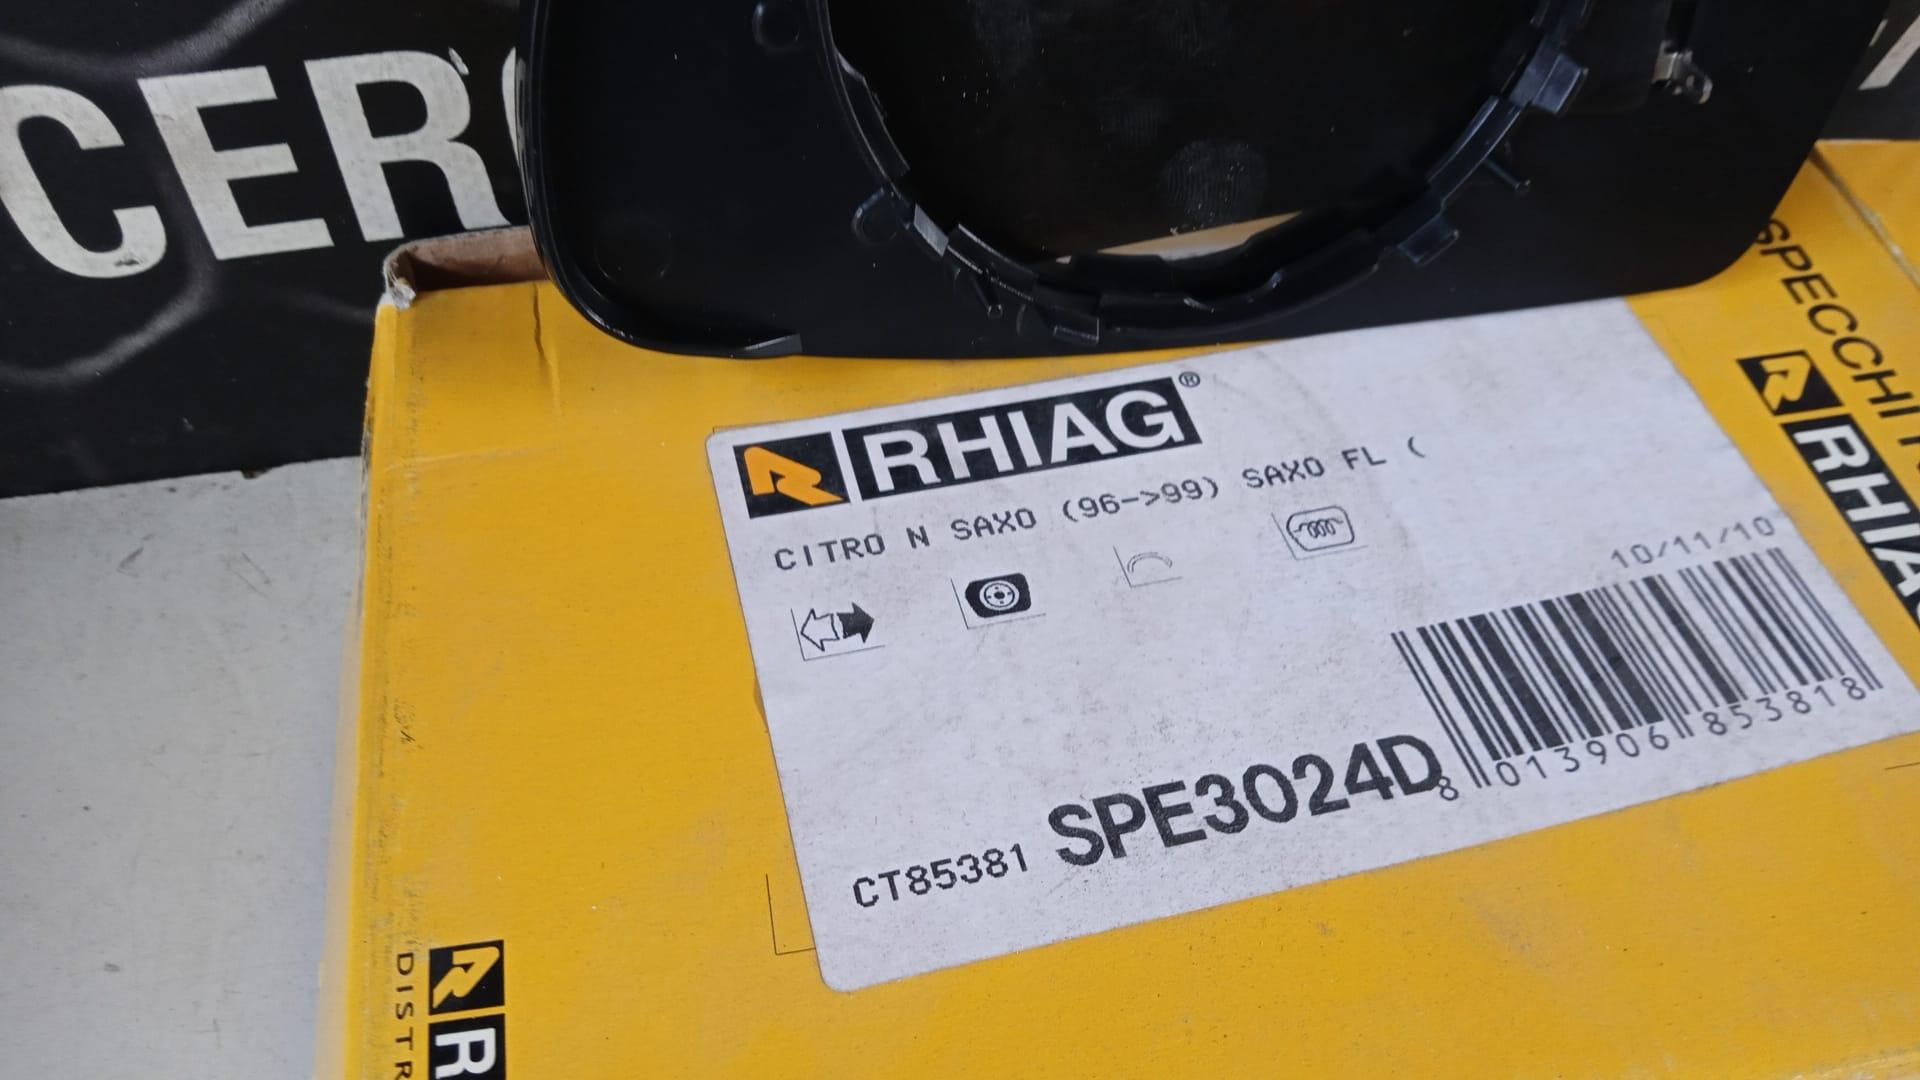 CER
RHIAG®
CITRO N SAXO (96->99) SAXO FL (
10/11/10
8 013906 853818
CT85381 SPE3024D
SPECCHI
RHIAG
DISTR
R